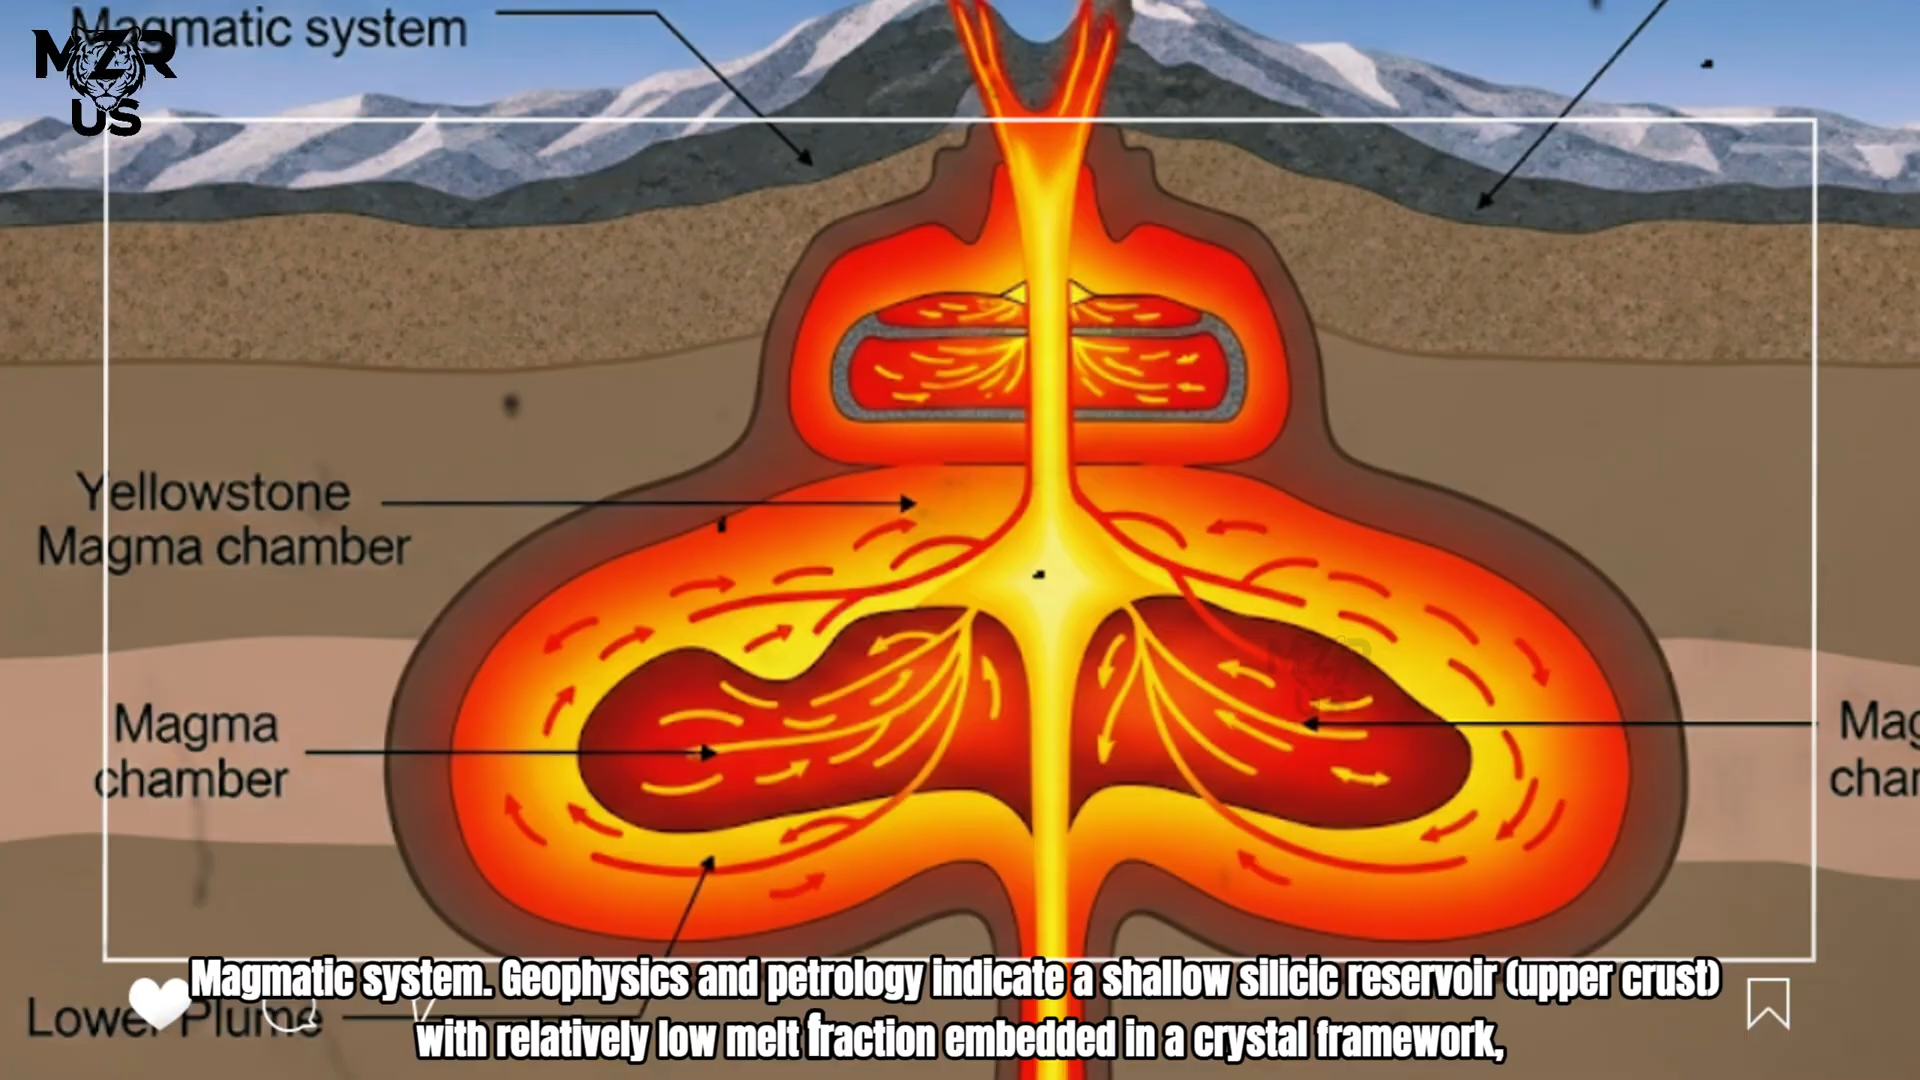 Magmatic system
MZR
US
Yellowstone
Magma chamber
Magma
chamber
Mag
char
Lower Plume
Magmatic system. Geophysics and petrology indicate a shallow silicic reservoir (upper crust)
with relatively low melt fraction embedded in a crystal framework,